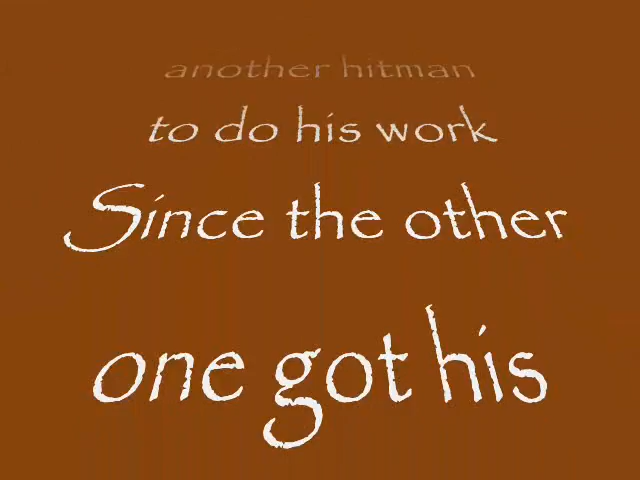 another hitman
to do his work
Since the other
one got his